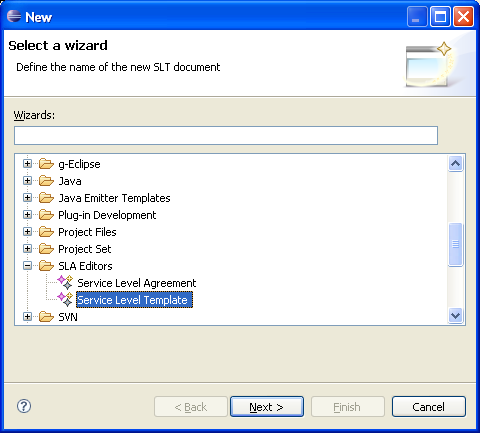 New
Select a wizard
Define the name of the new SLT document
Wizards:
g-Eclipse
Java
Java Emitter Templates
Plug-in Development
Project Files
Project Set
SLA Editors
Service Level Agreement
Service Level Template
SVN
? < Back Next > Finish Cancel